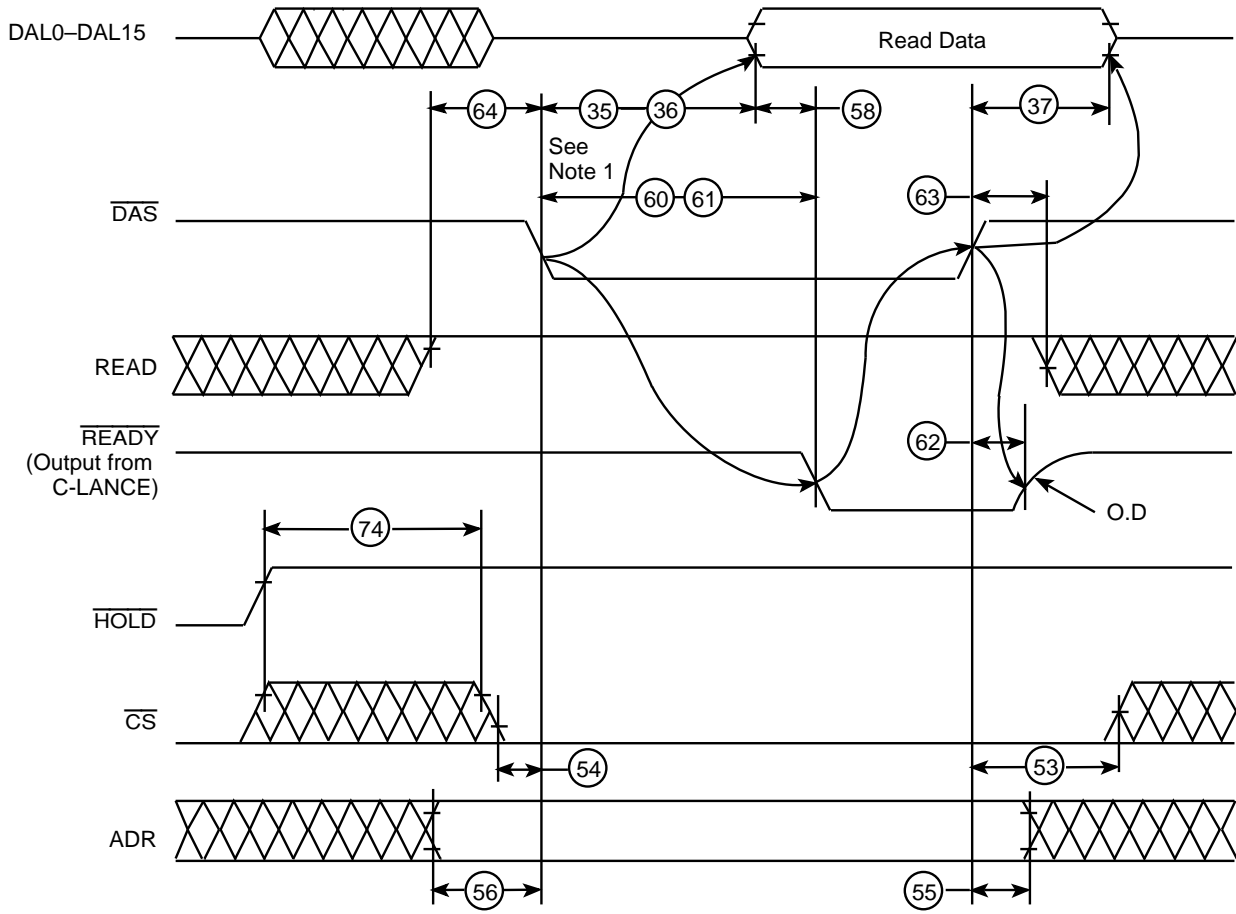 DAL0–DAL15
Read Data
64
35
36
58
37
See
Note 1
60
61
63
DAS
READ
READY
(Output from
C-LANCE)
62
O.D
74
HOLD
CS
54
53
ADR
56
55